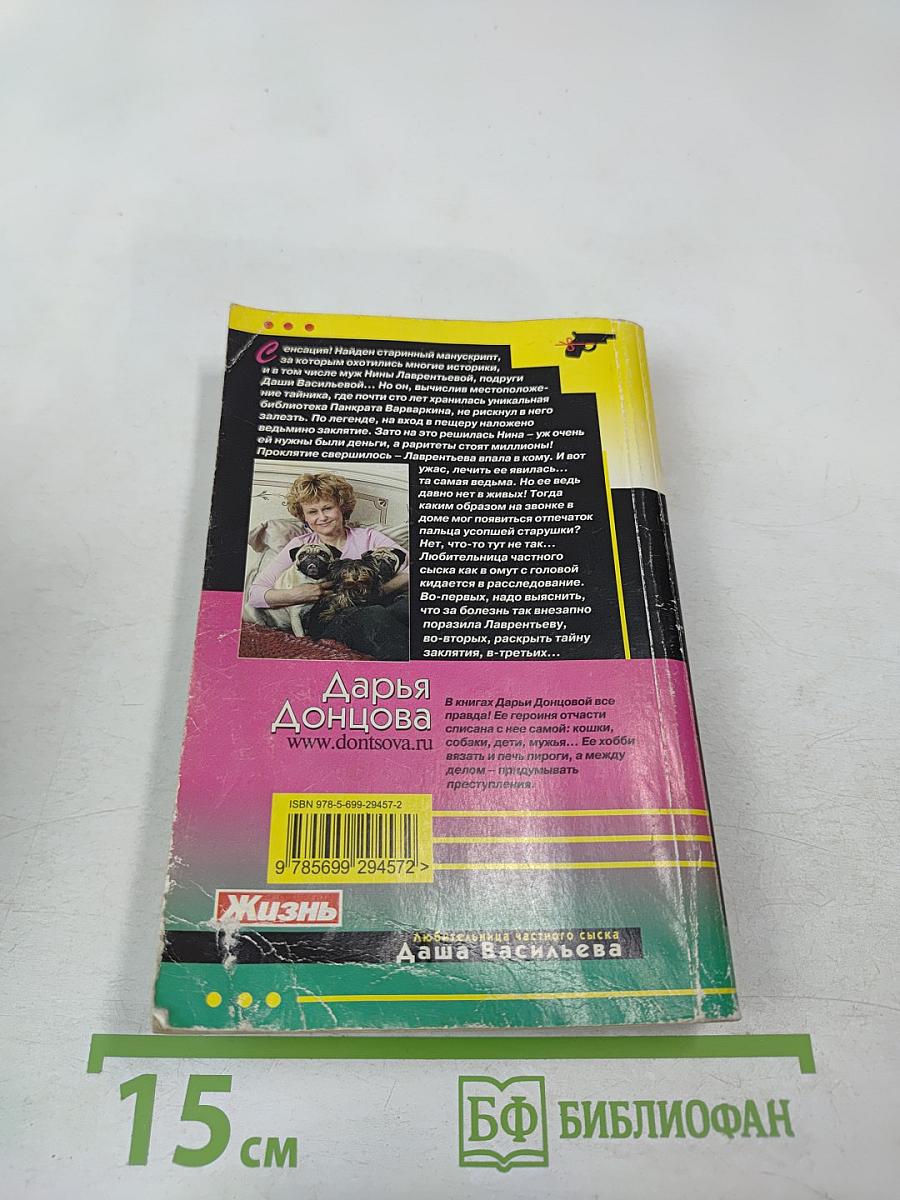 Сенсация! Найден старинный манускрипт,
за которым охотились многие историки,
и в том числе муж Нины Лаврентьевой, подруги
Даши Васильевой... Но он, вычислив местоположе-
ние тайника, где почти сто лет хранилась уникальная
библиотека Панкрата Варваркина, не рискнул в него
залезть. По легенде, на вход в пещеру наложено
ведьмино заклятие. Зато на это решилась Нина – уж очень
ей нужны были деньги, а раритеты стоят миллионы!
Проклятие свершилось – Лаврентьева впала в кому. И вот
ужас, лечить ее явилась...
та самая ведьма. Но ее ведь
давно нет в живых! Тогда
каким образом на звонке в
доме мог появиться отпечаток
пальца усопшей старушки?
Нет, что-то тут не так...
Любительница частного
сыска как в омут с головой
кидается в расследование.
Во-первых, надо выяснить,
что за болезнь так внезапно
поразила Лаврентьеву,
во-вторых, раскрыть тайну
заклятия, в-третьих...
Дарья
Донцова
www.dontsova.ru
В книгах Дарьи Донцовой все
правда! Ее героиня отчасти
списана с нее самой: кошки,
собаки, дети, мужья... Ее хобби
вязать и печь пироги, а между
делом – придумывать
преступления.
ISBN 978-5-699-29457-2
9 785699 294572 >
Жизнь
Любительница частного сыска
Даша Васильева
15 см
БФ БИБЛИОФАН